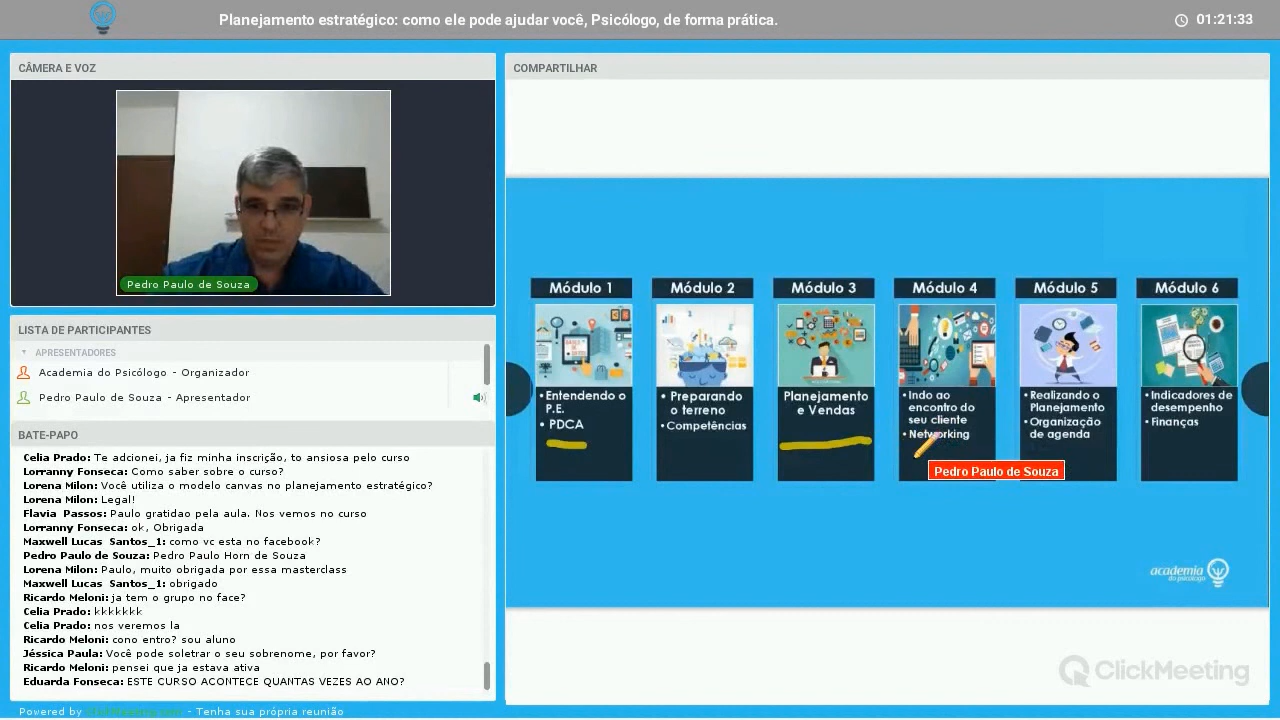 Planejamento estratégico: como ele pode ajudar você, Psicólogo, de forma prática.
01:21:33
CÂMERA E VOZ
Pedro Paulo de Souza
LISTA DE PARTICIPANTES
APRESENTADORES
Academia do Psicólogo - Organizador
Pedro Paulo de Souza - Apresentador
BATE-PAPO
Celia Prado: Te adcionei, ja fiz minha inscrição, to ansiosa pelo curso
Lorranny Fonseca: Como saber sobre o curso?
Lorena Milon: Você utiliza o modelo canvas no planejamento estratégico?
Lorena Milon: Legal!
Flavia Passos: Paulo gratidao pela aula. Nos vemos no curso
Lorranny Fonseca: ok, Obrigada
Maxwell Lucas Santos_1: como vc esta no facebook?
Pedro Paulo de Souza: Pedro Paulo Horn de Souza
Lorena Milon: Paulo, muito obrigada por essa masterclass
Maxwell Lucas Santos_1: obrigado
Ricardo Meloni: ja tem o grupo no face?
Celia Prado: kkkkkkk
Celia Prado: nos veremos la
Ricardo Meloni: cono entro? sou aluno
Jéssica Paula: Você pode soletrar o seu sobrenome, por favor?
Ricardo Meloni: pensei que ja estava ativa
Eduarda Fonseca: ESTE CURSO ACONTECE QUANTAS VEZES AO ANO?
Powered by - Tenha sua própria reunião
COMPARTILHAR
Módulo 1
• Entendendo o
P.E.
• PDCA
Módulo 2
• Preparando
o terreno
• Competências
Módulo 3
Planejamento
e Vendas
Módulo 4
• Indo ao
encontro do
seu cliente
• Networking
Módulo 5
• Realizando o
Planejamento
• Organização
de agenda
Módulo 6
• Indicadores de
desempenho
• Finanças
Pedro Paulo de Souza
academia
do psicólogo
ClickMeeting